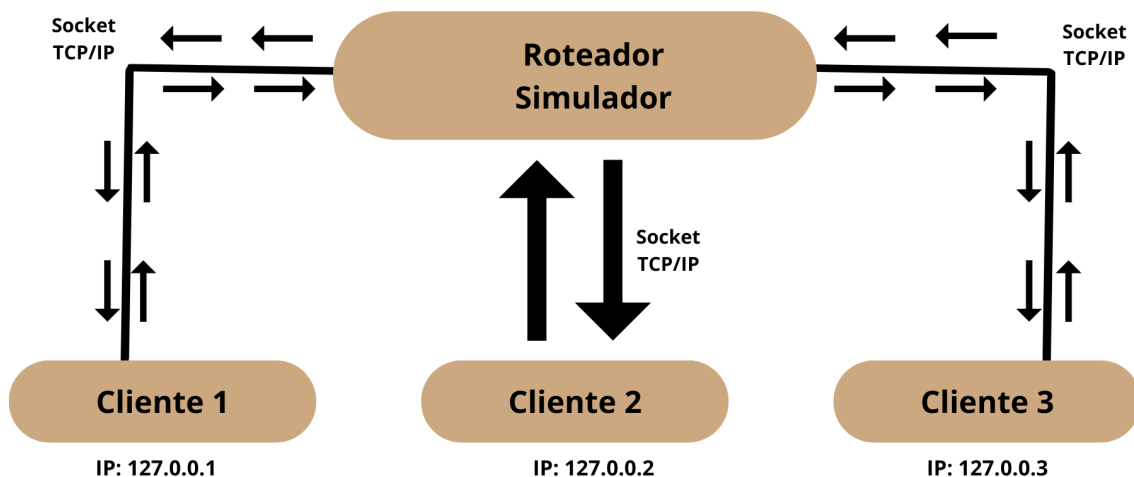 Socket
TCP/IP
Roteador
Simulador
Socket
TCP/IP
Socket
TCP/IP
Cliente 1
Cliente 2
Cliente 3
IP: 127.0.0.1
IP: 127.0.0.2
IP: 127.0.0.3